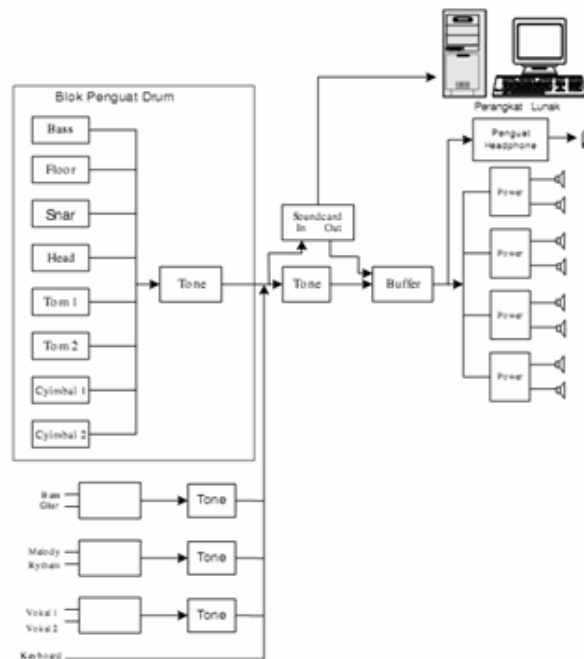 Perangkat Lunak
Blok Penguat Drum
Bass
Floor
Snar
Head
Tom 1
Tom 2
Cyimbal 1
Cyimbal 2
Tone
Soundcard
In Out
Tone
Buffer
Penguat
Headphone
Power
Power
Power
Power
Bass
Gitar
Tone
Melody
Rythem
Tone
Vokal 1
Vokal 2
Tone
Keyboard